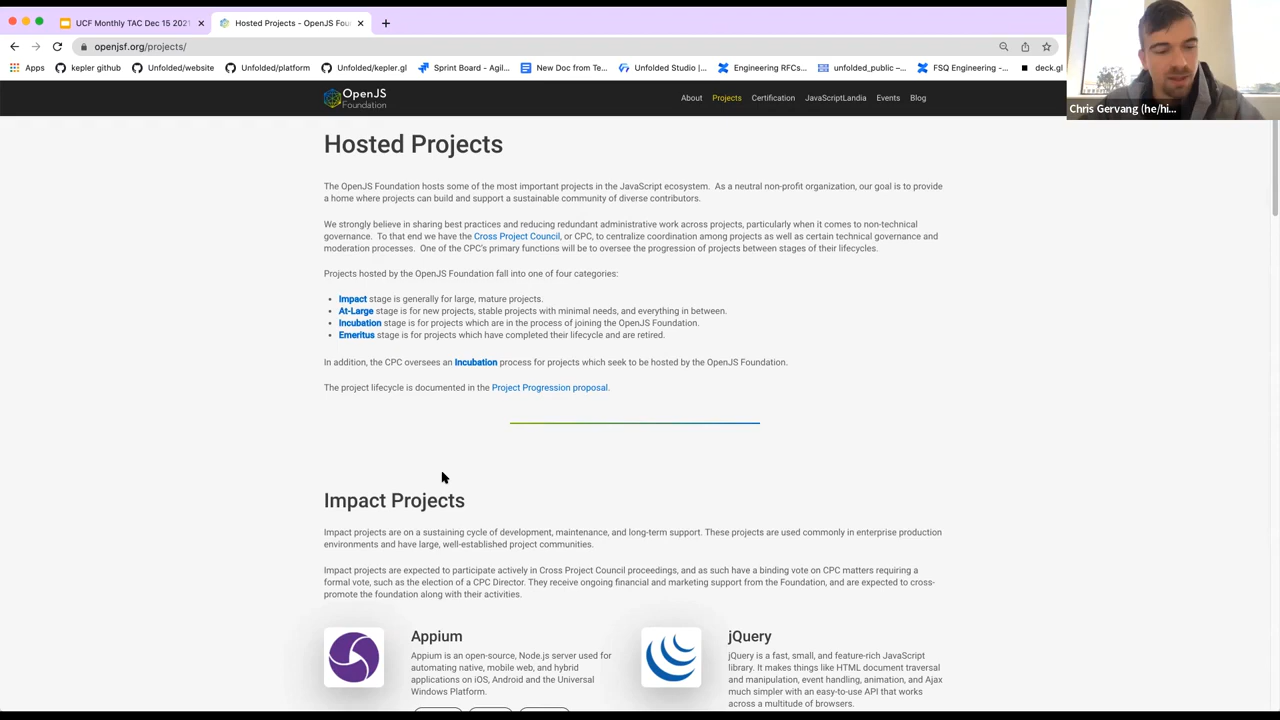 UCF Monthly TAC Dec 15 2021
Hosted Projects - OpenJS Fou
openjsf.org/projects/
Apps
kepler github
Unfolded/website
Unfolded/platform
Unfolded/kepler.gl
Sprint Board - Agil...
New Doc from Te...
Unfolded Studio |...
Engineering RFCs...
unfolded_public –...
FSQ Engineering -...
deck.gl
Chris Gervang (he/hi...
OpenJS
Foundation
About
Projects
Certification
JavaScriptLandia
Events
Blog
Hosted Projects
The OpenJS Foundation hosts some of the most important projects in the JavaScript ecosystem. As a neutral non-profit organization, our goal is to provide
a home where projects can build and support a sustainable community of diverse contributors.
We strongly believe in sharing best practices and reducing redundant administrative work across projects, particularly when it comes to non-technical
governance. To that end we have the Cross Project Council, or CPC, to centralize coordination among projects as well as certain technical governance and
moderation processes. One of the CPC's primary functions will be to oversee the progression of projects between stages of their lifecycles.
Projects hosted by the OpenJS Foundation fall into one of four categories:
• Impact stage is generally for large, mature projects.
• At-Large stage is for new projects, stable projects with minimal needs, and everything in between.
• Incubation stage is for projects which are in the process of joining the OpenJS Foundation.
• Emeritus stage is for projects which have completed their lifecycle and are retired.
In addition, the CPC oversees an Incubation process for projects which seek to be hosted by the OpenJS Foundation.
The project lifecycle is documented in the Project Progression proposal.
Impact Projects
Impact projects are on a sustaining cycle of development, maintenance, and long-term support. These projects are used commonly in enterprise production
environments and have large, well-established project communities.
Impact projects are expected to participate actively in Cross Project Council proceedings, and as such have a binding vote on CPC matters requiring a
formal vote, such as the election of a CPC Director. They receive ongoing financial and marketing support from the Foundation, and are expected to cross-
promote the foundation along with their activities.
Appium
Appium is an open-source, Node.js server used for
automating native, mobile web, and hybrid
applications on iOS, Android and the Universal
Windows Platform.
jQuery
jQuery is a fast, small, and feature-rich JavaScript
library. It makes things like HTML document traversal
and manipulation, event handling, animation, and Ajax
much simpler with an easy-to-use API that works
across a multitude of browsers.